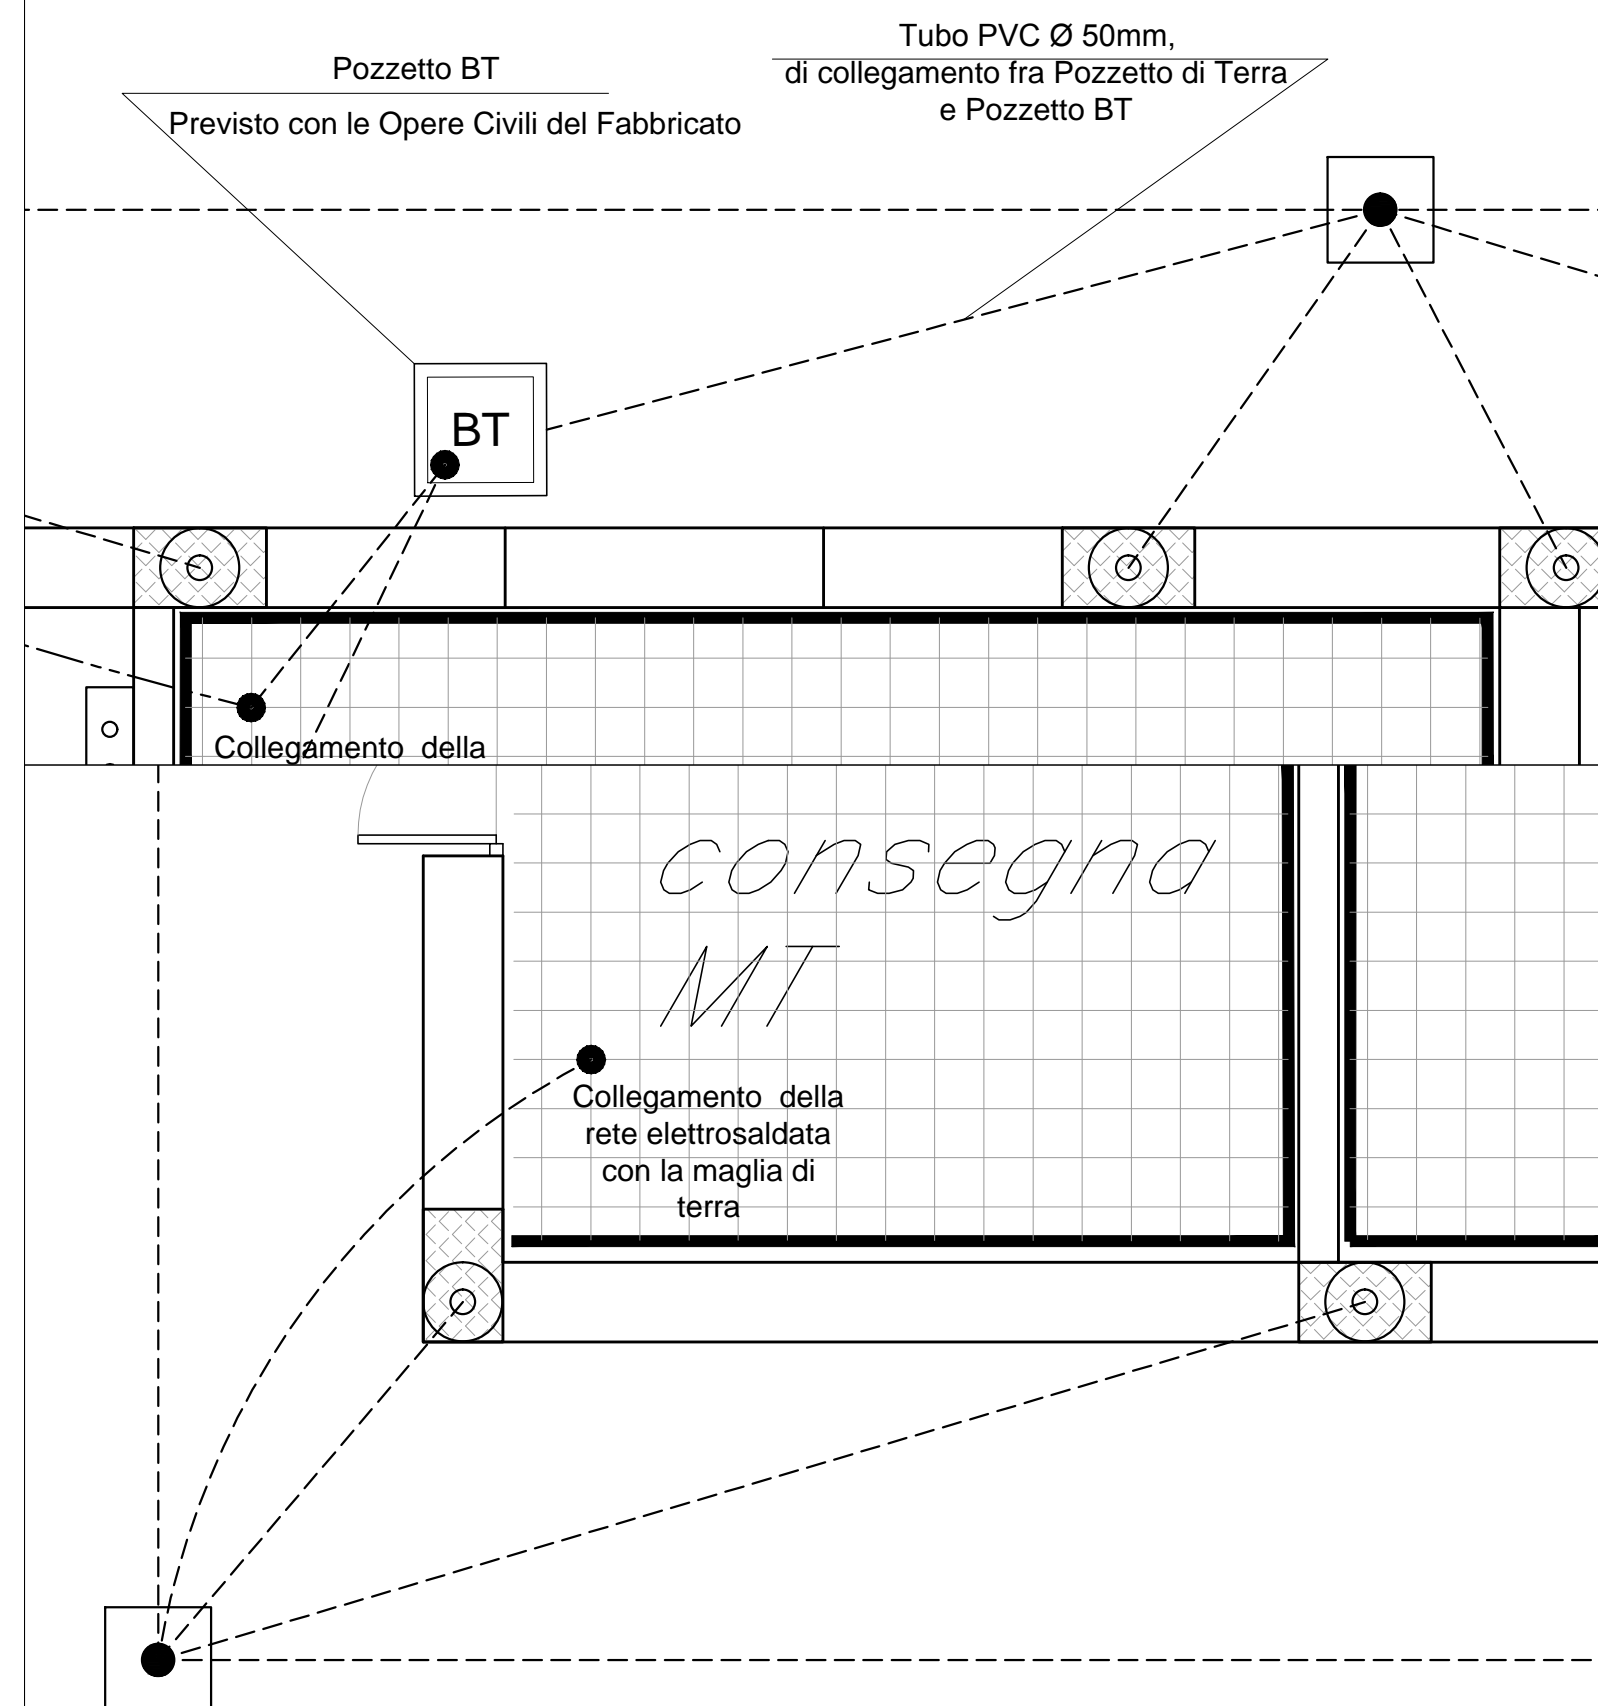 Pozzetto BT
Previsto con le Opere Civili del Fabbricato
Tubo PVC Ø 50mm,
di collegamento fra Pozzetto di Terra
e Pozzetto BT
BT
Collegamento della
consegna
MT
Collegamento della
rete elettrosaldata
con la maglia di
terra